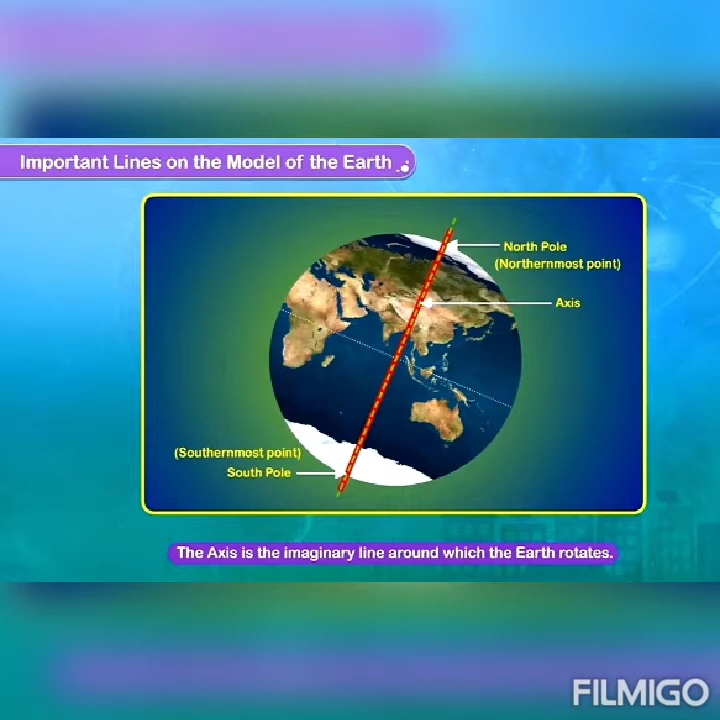 Important Lines on the Model of the Earth
North Pole
(Northernmost point)
Axis
(Southernmost point)
South Pole
The Axis is the imaginary line around which the Earth rotates.
FILMIGO